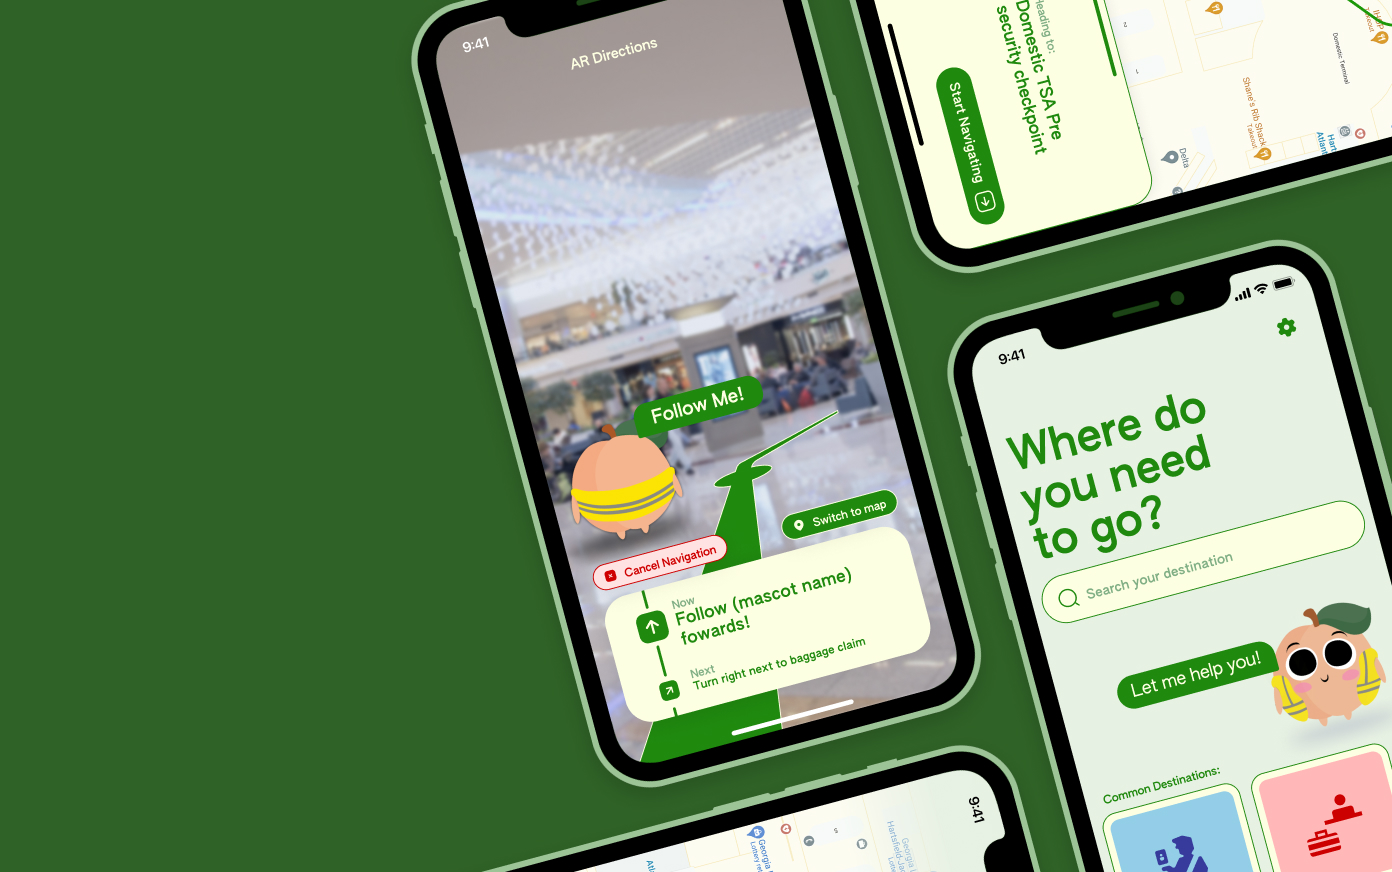 9:41
AR Directions
Follow Me!
Switch to map
Cancel Navigation
Now
Follow (mascot name)
fowards!
Next
Turn right next to baggage claim
Heading to:
Domestic TSA Pre
security checkpoint
Start Navigating
Domestic Terminal
Shane's Rib Shack
Takeout
Delta
9:41
Where do
you need
to go?
Search your destination
Let me help you!
Common Destinations:
9:41
Georgia